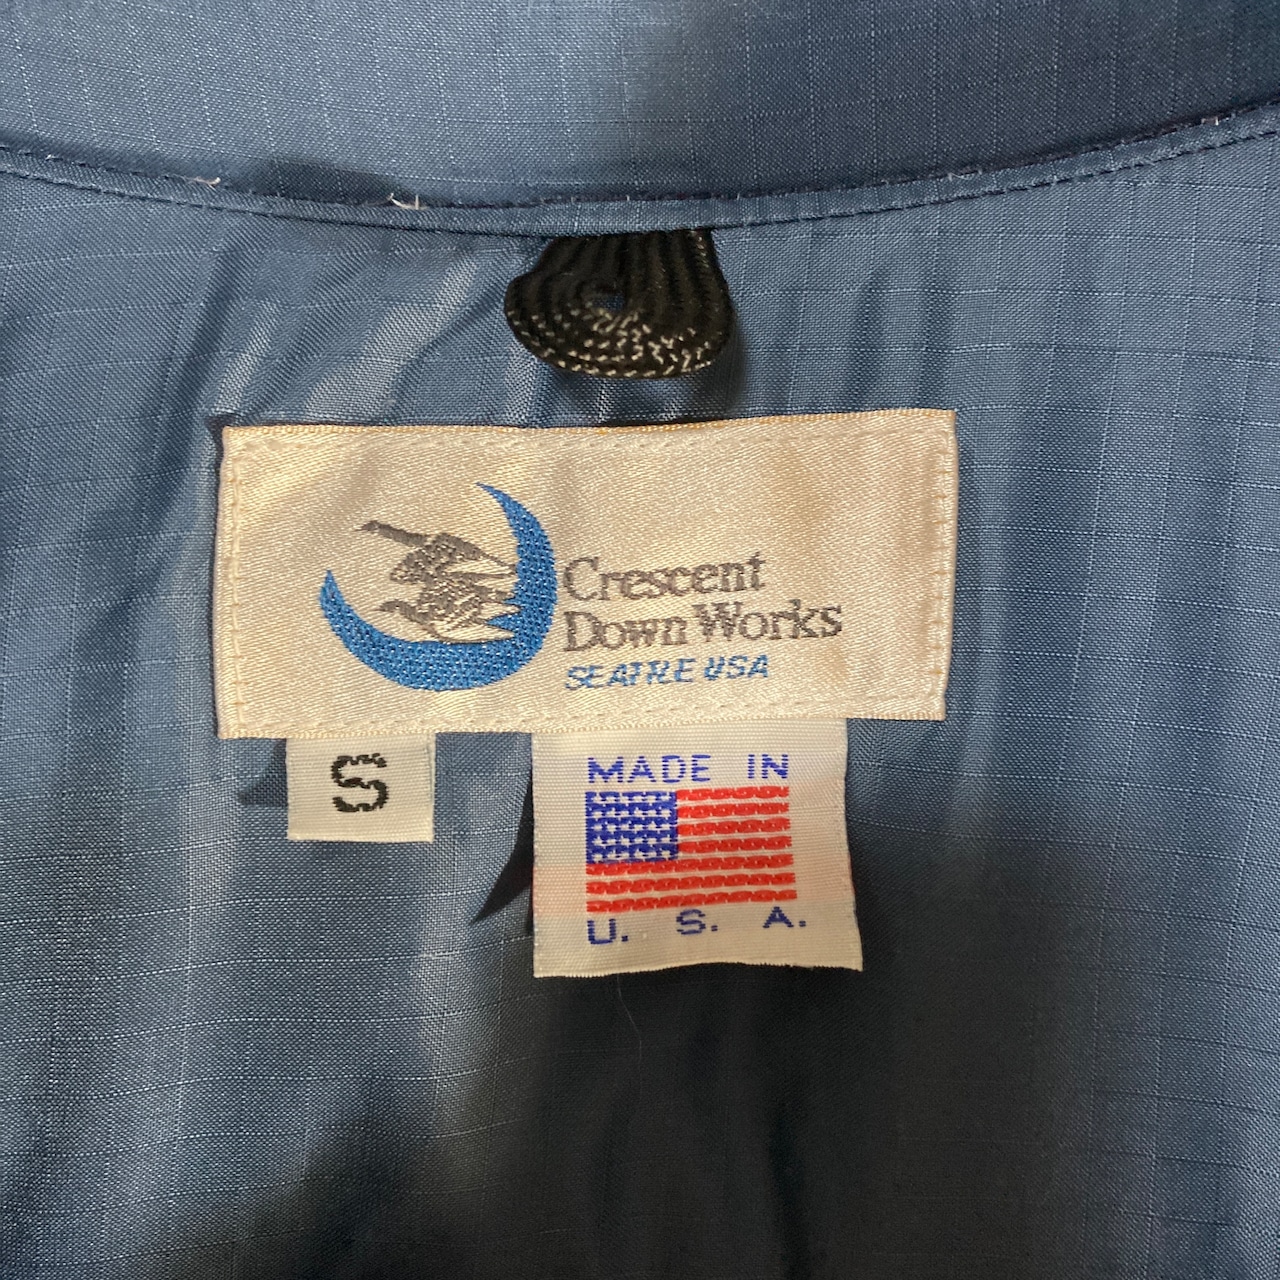 Crescent
Down Works
SEATTLE USA
S
MADE IN
U. S. A.